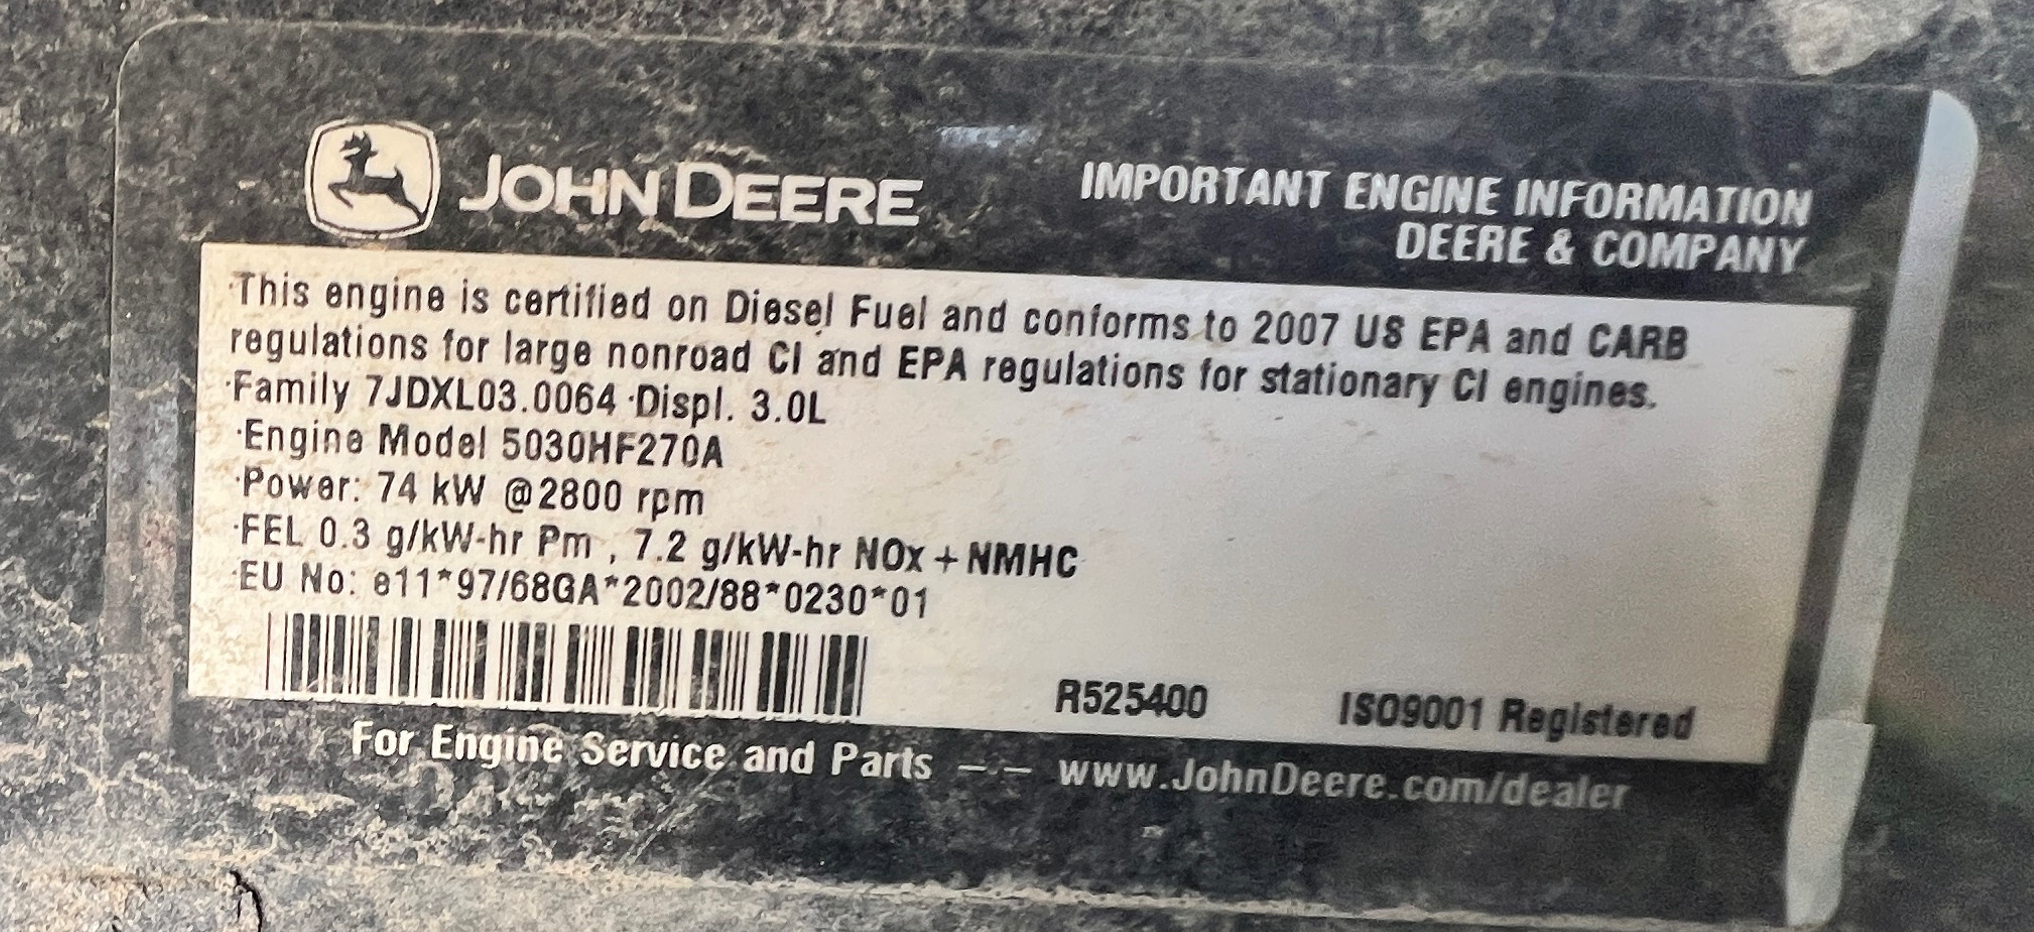 JOHN DEERE
IMPORTANT ENGINE INFORMATION
DEERE & COMPANY
·This engine is certified on Diesel Fuel and conforms to 2007 US EPA and CARB
regulations for large nonroad CI and EPA regulations for stationary CI engines.
·Family 7JDXL03.0064 ·Displ. 3.0L
·Engine Model 5030HF270A
·Power: 74 kW @2800 rpm
·FEL 0.3 g/kW-hr Pm , 7.2 g/kW-hr NOx + NMHC
·EU No: e11*97/68GA*2002/88*0230*01
R525400 ISO9001 Registered
For Engine Service and Parts -- www.JohnDeere.com/dealer